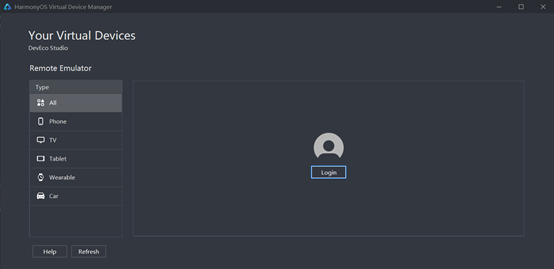 HarmonyOS Virtual Device Manager
Your Virtual Devices
DevEco Studio
Remote Emulator
Type
All
Phone
TV
Tablet
Wearable
Car
Login
Help
Refresh